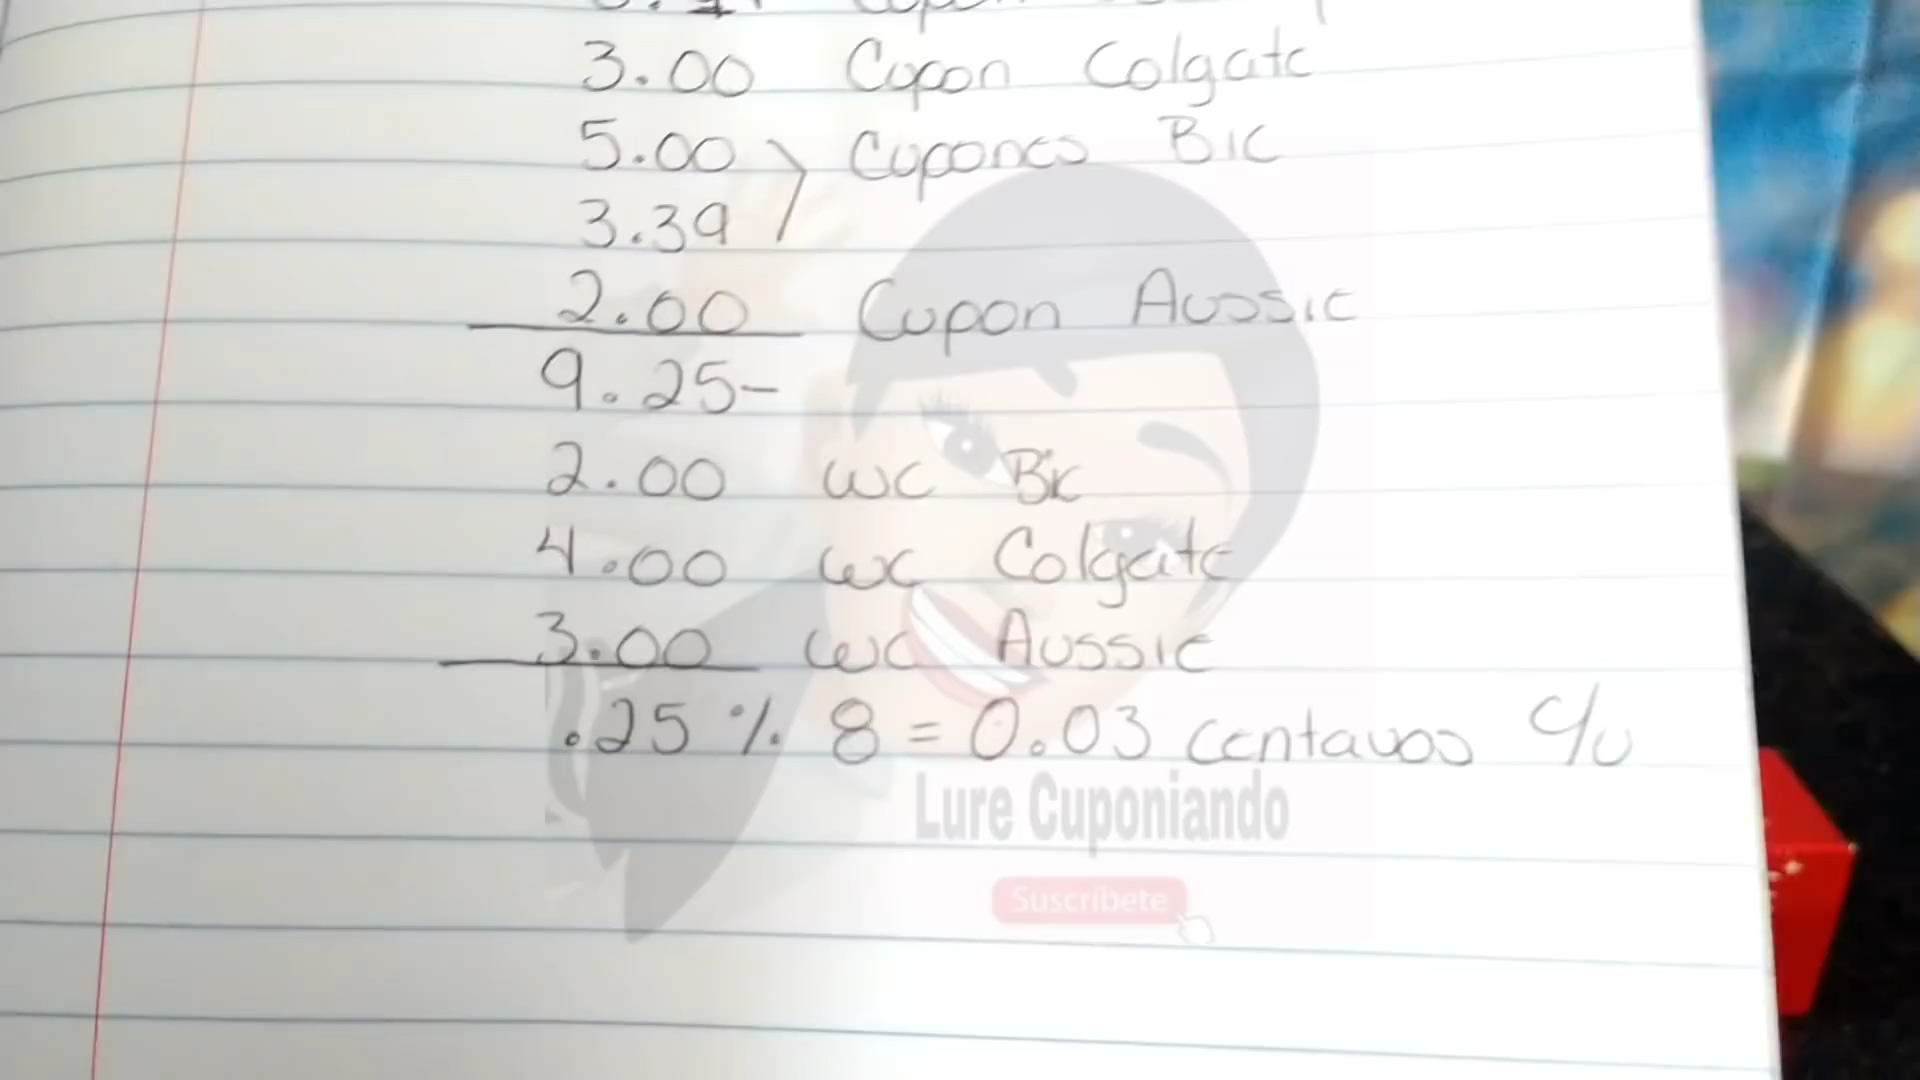 3.00 Cupon Colgate
5.00 Cupones Bic
3.39
2.00 Cupon Aussie
9.25-
2.00 WC Bic
4.00 WC Colgate
3.00 WC Aussie
.25 % 8 = 0.03 centavos c/u
Lure Cuponiando
Suscríbete